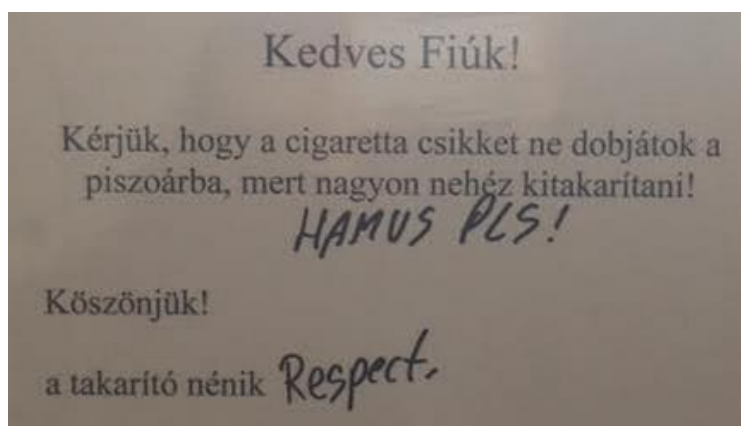 Kedves Fiúk!
Kérjük, hogy a cigaretta csikket ne dobjátok a
piszoárba, mert nagyon nehéz kitakarítani!
HAMUS PLS!
Köszönjük!
a takarító nénik Respect.